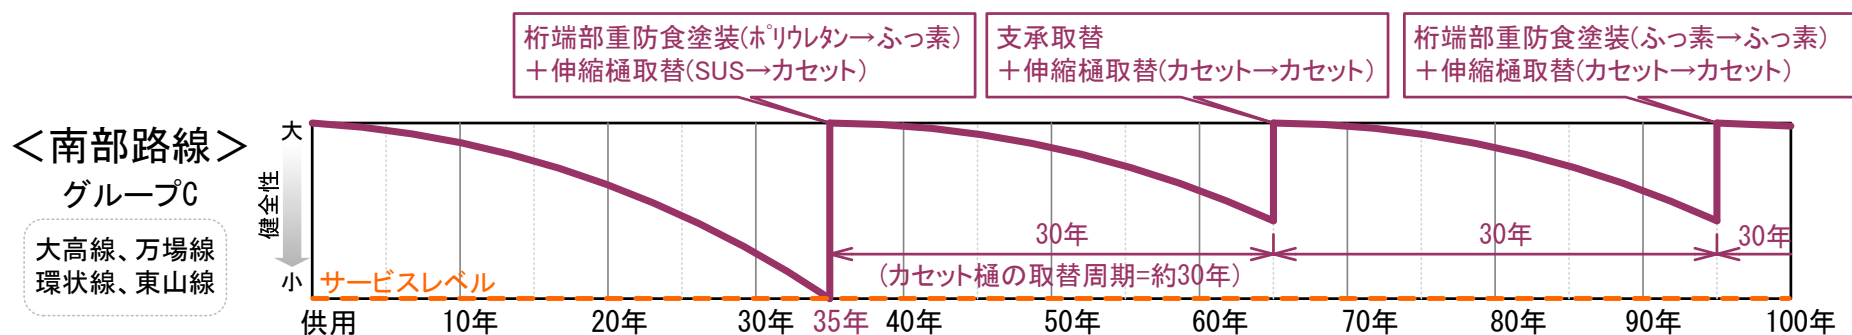 桁端部重防食塗装(ﾎﾟﾘｳﾚﾀﾝ→ふっ素)
＋伸縮樋取替(SUS→カセット)
支承取替
＋伸縮樋取替(カセット→カセット)
桁端部重防食塗装(ふっ素→ふっ素)
＋伸縮樋取替(カセット→カセット)
＜南部路線＞
グループC
大高線、万場線
環状線、東山線
大
健全性
小
サービスレベル
30年
30年
30年
(カセット樋の取替周期=約30年)
供用
10年
20年
30年
35年
40年
50年
60年
70年
80年
90年
100年